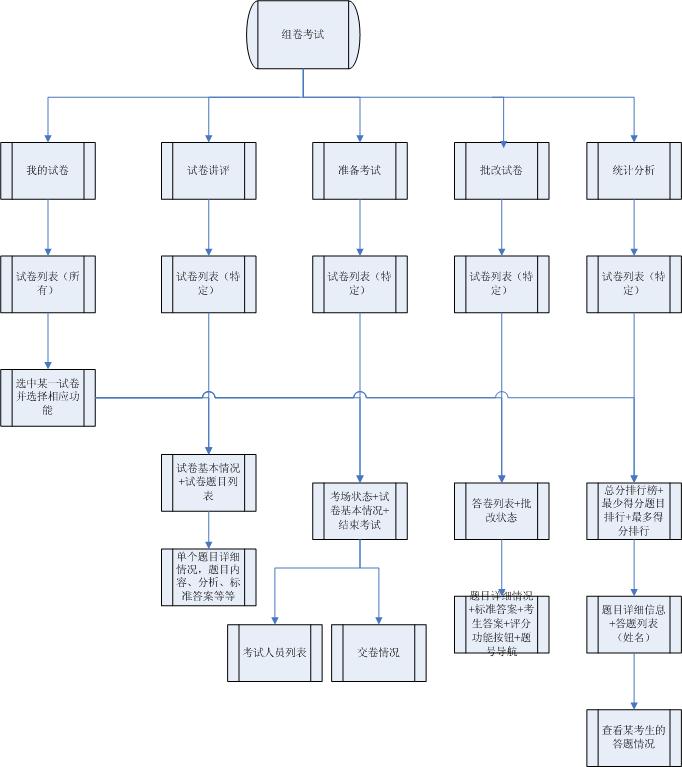 组卷考试
我的试卷
试卷讲评
准备考试
批改试卷
统计分析
试卷列表（所
有）
试卷列表（特
定）
试卷列表（特
定）
试卷列表（特
定）
试卷列表（特
定）
选中某一试卷
并选择相应功
能
试卷基本情况
+试卷题目列
表
考场状态+试
卷基本情况+
结束考试
答卷列表+批
改状态
总分排行榜+
最少得分题目
排行+最多得
分排行
单个题目详细
情况，题目内
容、分析、标
准答案等等
考试人员列表
交卷情况
题目详细情况
+标准答案+考
生答案+评分
功能按钮+题
号导航
题目详细信息
+答题列表
（姓名）
查看某考生的
答题情况